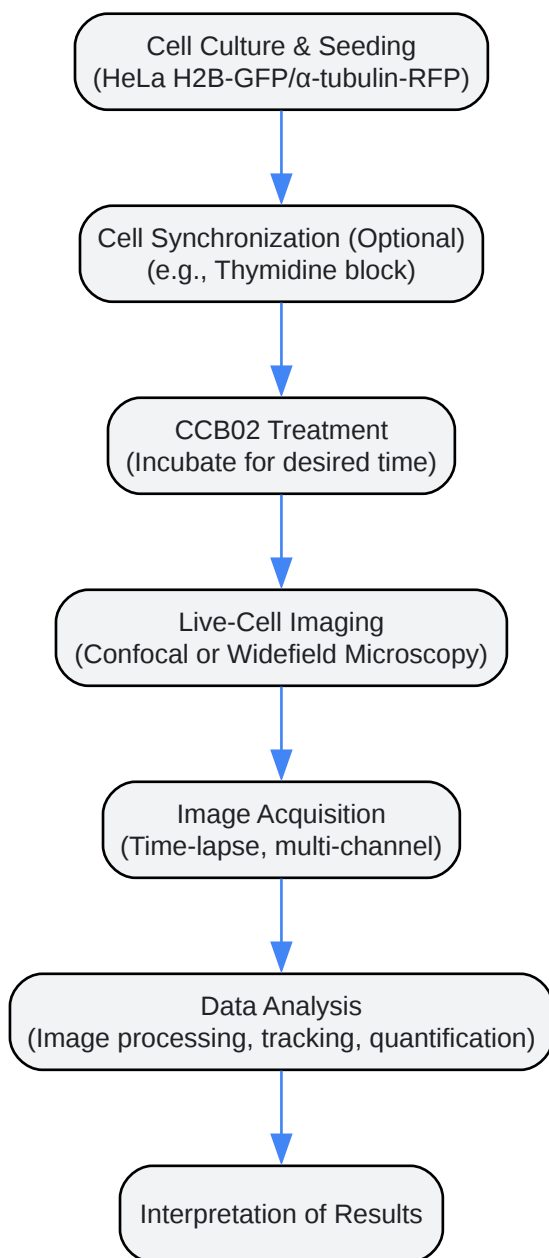 Cell Culture & Seeding
(HeLa H2B-GFP/α-tubulin-RFP)
Cell Synchronization (Optional)
(e.g., Thymidine block)
CCB02 Treatment
(Incubate for desired time)
Live-Cell Imaging
(Confocal or Widefield Microscopy)
Image Acquisition
(Time-lapse, multi-channel)
Data Analysis
(Image processing, tracking, quantification)
Interpretation of Results